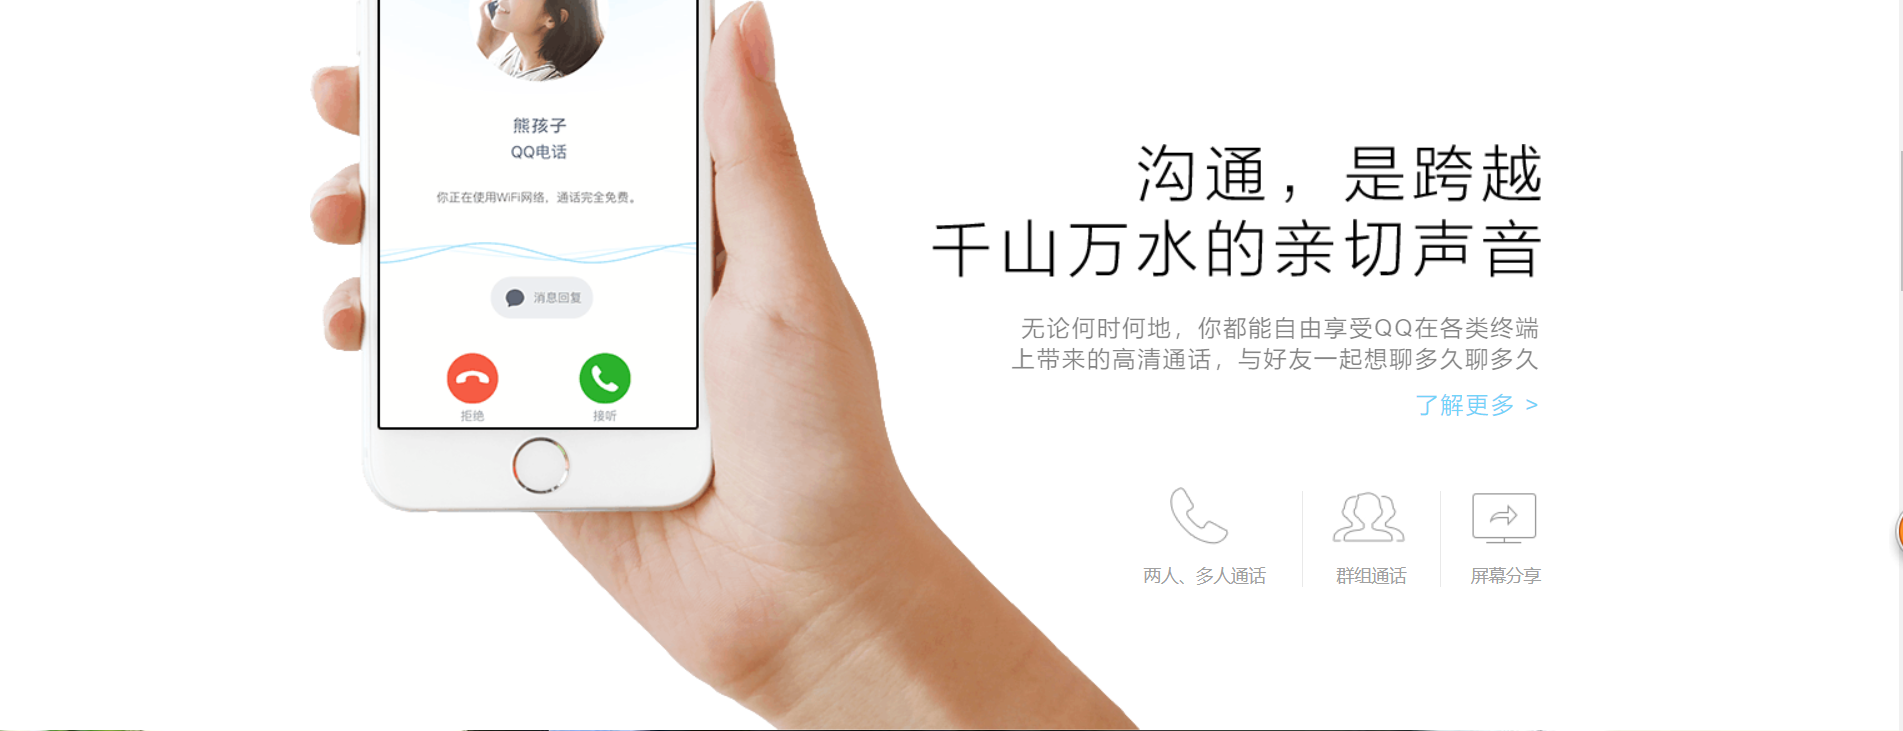 熊孩子
QQ电话
你正在使用WiFi网络，通话完全免费。
消息回复
拒绝
接听
沟通，是跨越
千山万水的亲切声音
无论何时何地，你都能自由享受QQ在各类终端
上带来的高清通话，与好友一起想聊多久聊多久
了解更多 >
两人、多人通话
群组通话
屏幕分享